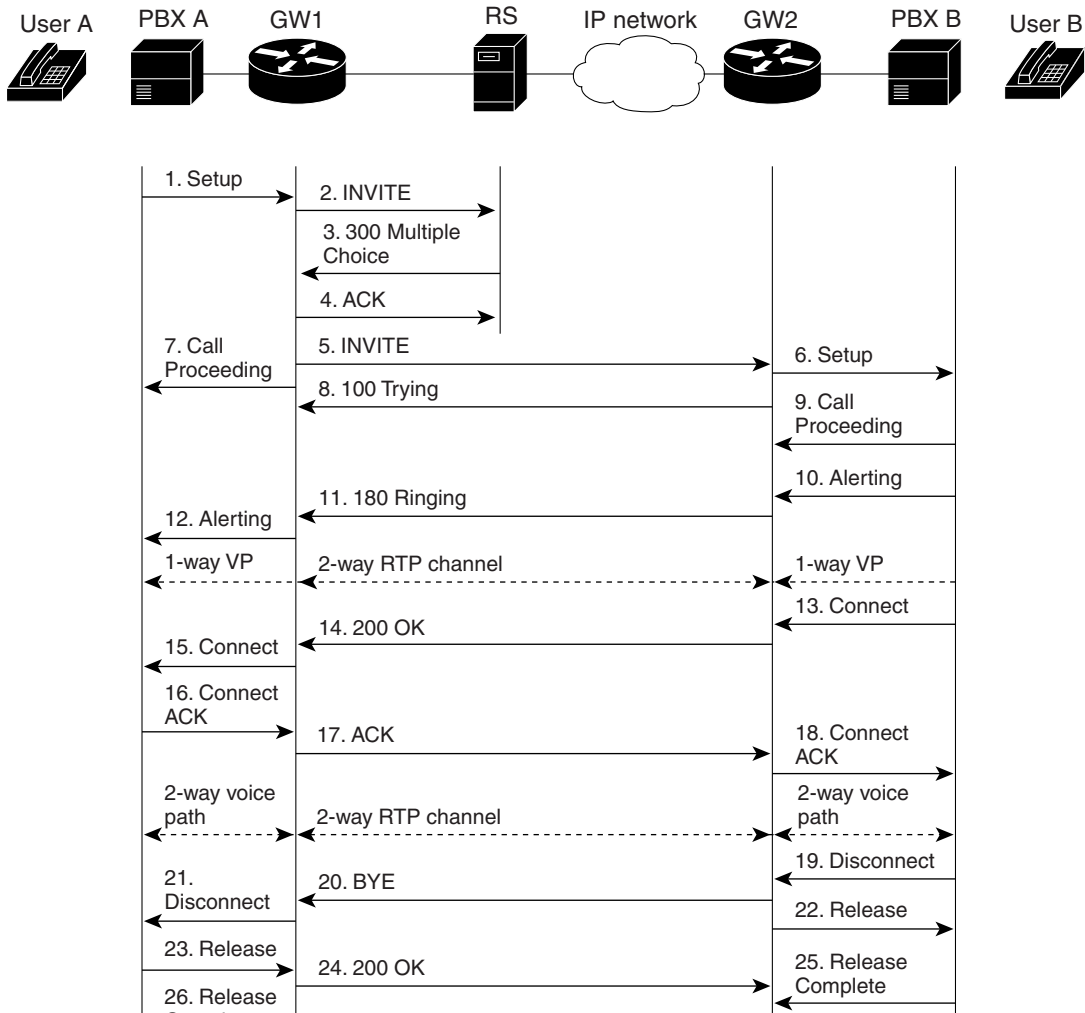 User A
PBX A
GW1
RS
IP network
GW2
PBX B
User B
1. Setup
2. INVITE
3. 300 Multiple
Choice
4. ACK
5. INVITE
6. Setup
7. Call
Proceeding
8. 100 Trying
9. Call
Proceeding
10. Alerting
11. 180 Ringing
12. Alerting
1-way VP
2-way RTP channel
1-way VP
13. Connect
14. 200 OK
15. Connect
16. Connect
ACK
17. ACK
18. Connect
ACK
2-way voice
path
2-way RTP channel
2-way voice
path
19. Disconnect
20. BYE
21.
Disconnect
22. Release
23. Release
24. 200 OK
25. Release
Complete
26. Release